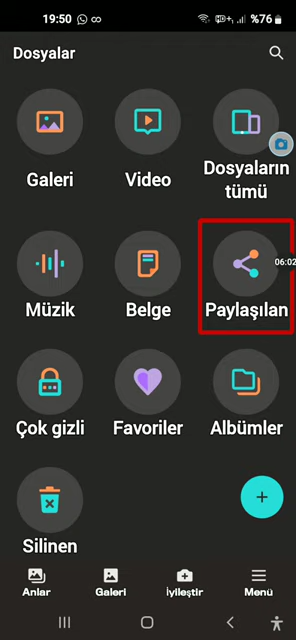 19:50 %76
Dosyalar
Galeri Video Dosyaların
tümü
06:02
Müzik Belge Paylaşılan
Çok gizli Favoriler Albümler
Silinen
Anlar Galeri İyileştir Menü